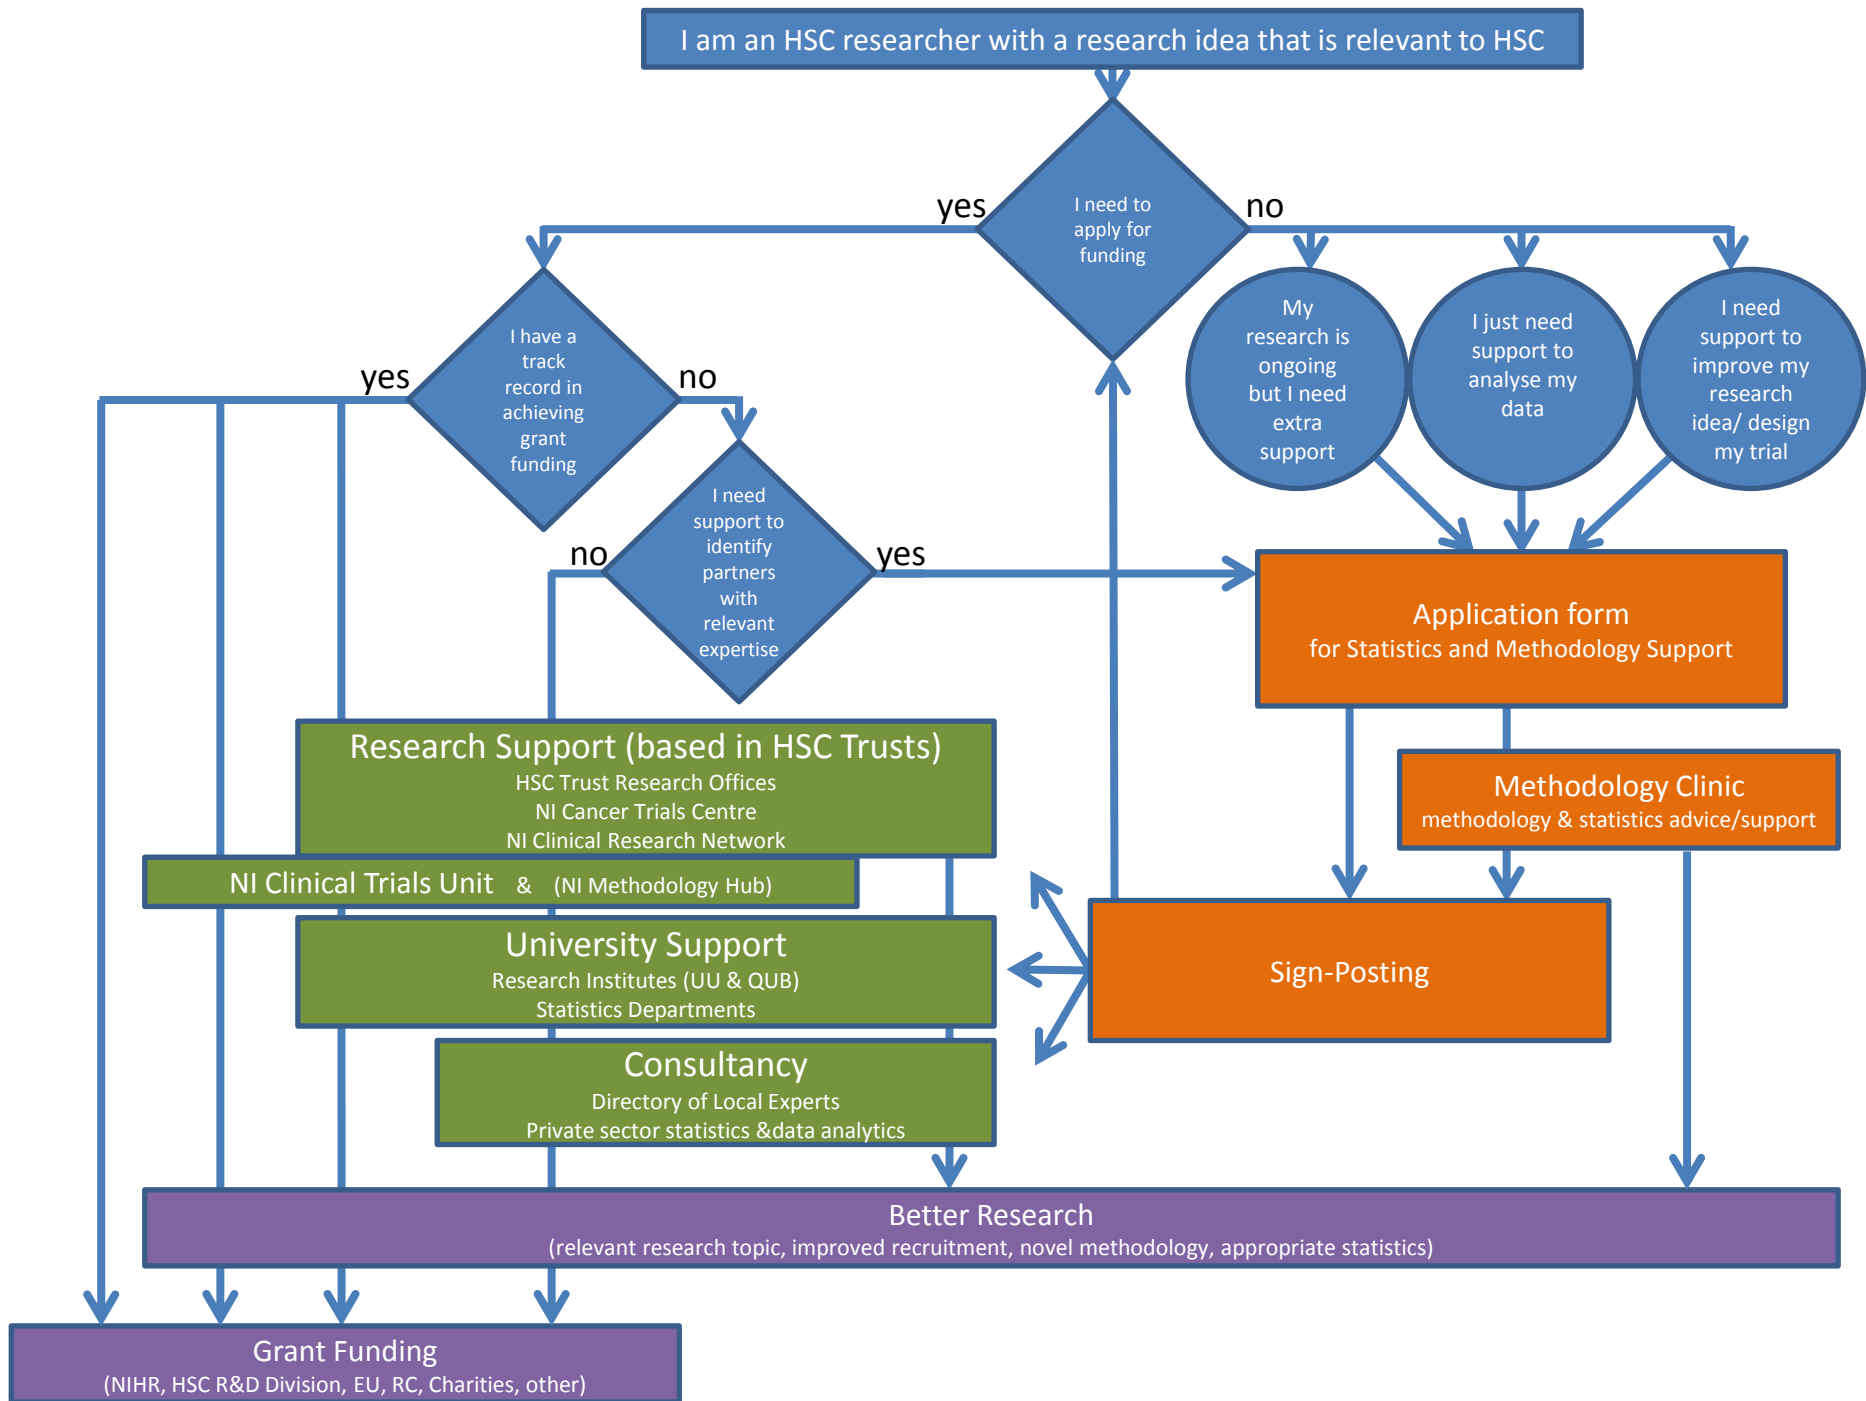 I am an HSC researcher with a research idea that is relevant to HSC
yes
I need to
apply for
funding
no
I have a
track
record in
achieving
grant
funding
yes
no
My
research is
ongoing
but I need
extra
support
I just need
support to
analyse my
data
I need
support to
improve my
research
idea/ design
my trial
I need
support to
identify
partners
with
relevant
expertise
no
yes
Application form
for Statistics and Methodology Support
Research Support (based in HSC Trusts)
HSC Trust Research Offices
NI Cancer Trials Centre
NI Clinical Research Network
Methodology Clinic
methodology & statistics advice/support
NI Clinical Trials Unit & (NI Methodology Hub)
University Support
Research Institutes (UU & QUB)
Statistics Departments
Sign-Posting
Consultancy
Directory of Local Experts
Private sector statistics &data analytics
Better Research
(relevant research topic, improved recruitment, novel methodology, appropriate statistics)
Grant Funding
(NIHR, HSC R&D Division, EU, RC, Charities, other)